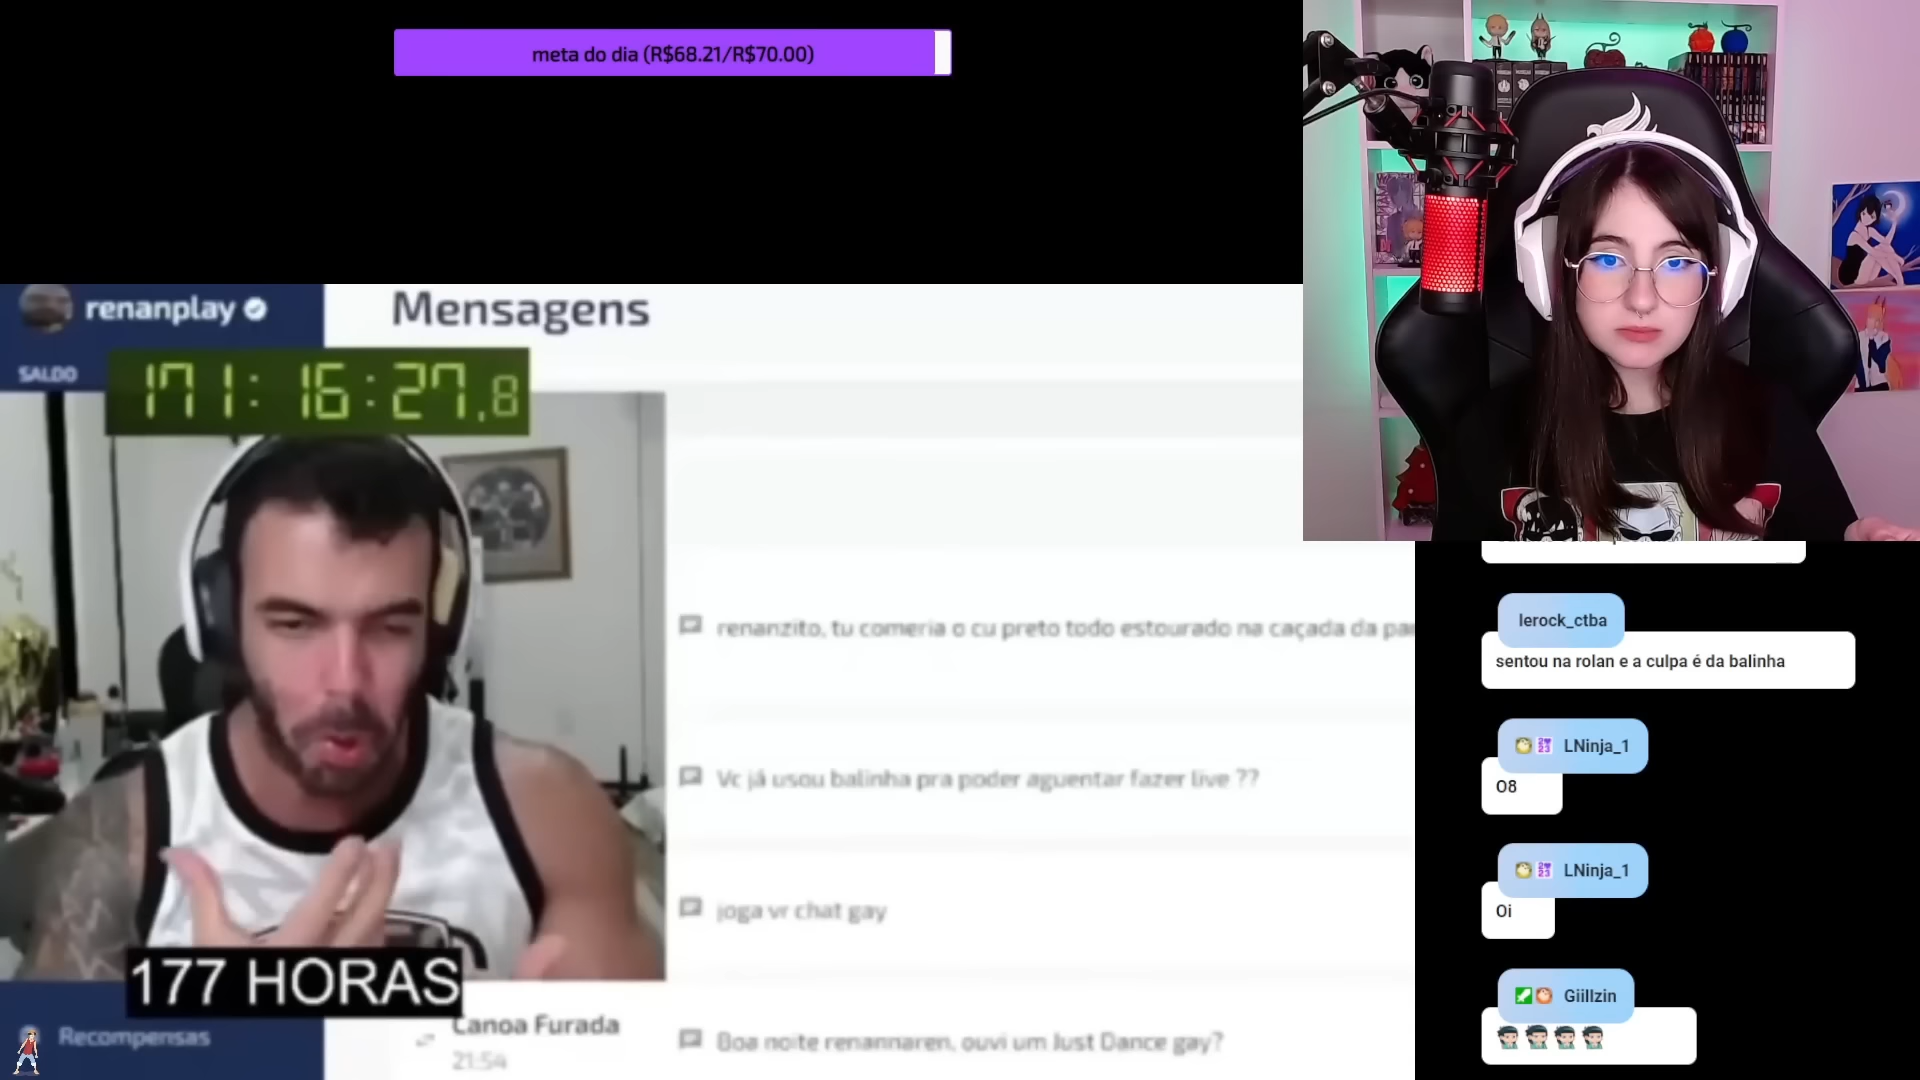 meta do dia (R$68.21/R$70.00)
renanplay
Mensagens
SALDO
171: 16:27,8
renanzito, tu comeria o cu preto todo estourado na caçada da
Vc já usou balinha pra poder aguentar fazer live ??
joga vr chat gay
177 HORAS
Recompensas
Canoa Furada
21:54
Boa noite renannaren, ouvi um Just Dance gay?
lerock_ctba
sentou na rolan e a culpa é da balinha
LNinja_1
O8
LNinja_1
Oi
Giillzin